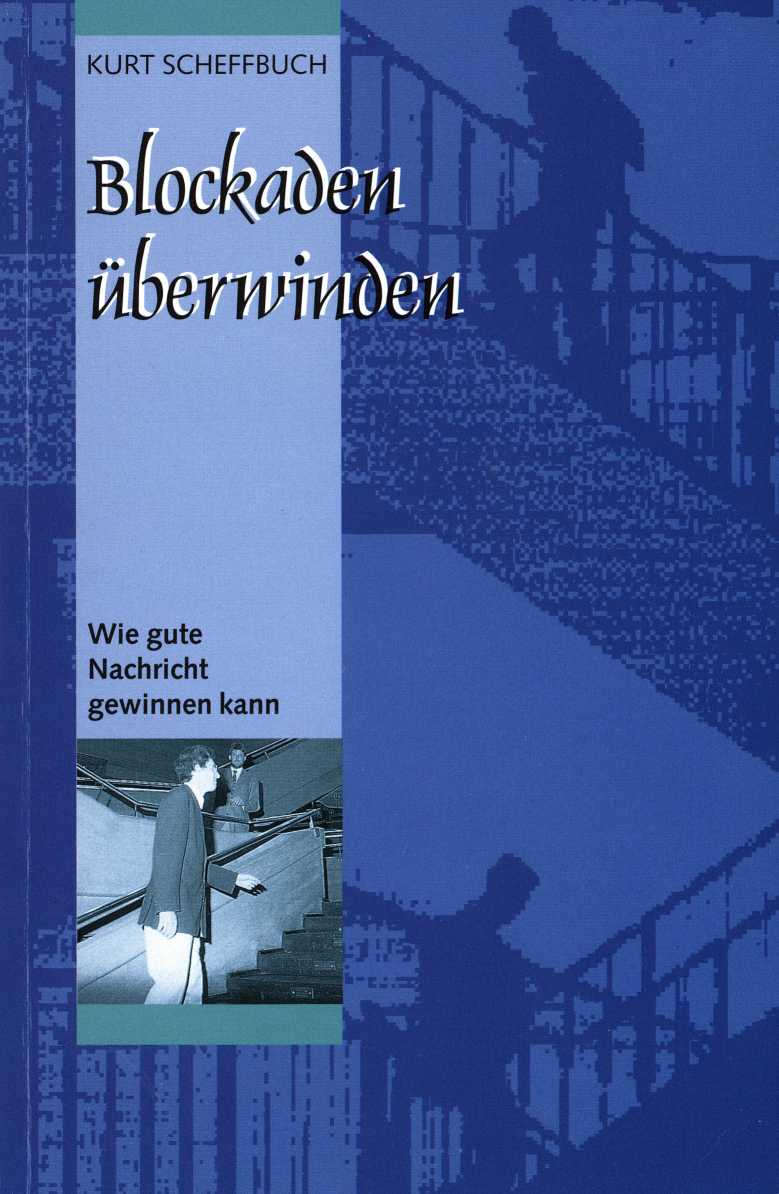 KURT SCHEFFBUCH
Blockaden
überwinden
Wie gute
Nachricht
gewinnen kann